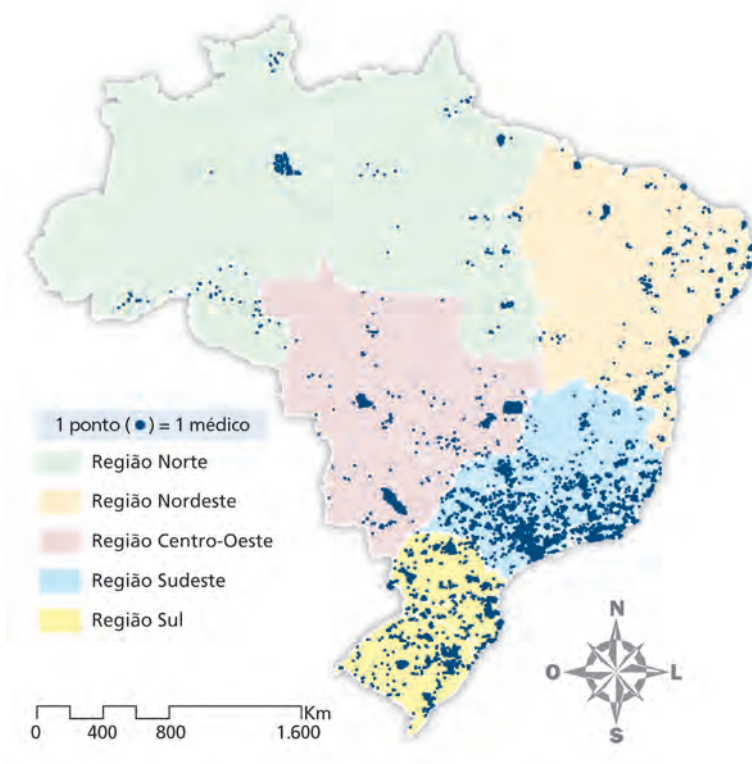 1 ponto (●) = 1 médico
Região Norte
Região Nordeste
Região Centro-Oeste
Região Sudeste
Região Sul
N
O L
S
Km
0 400 800 1.600